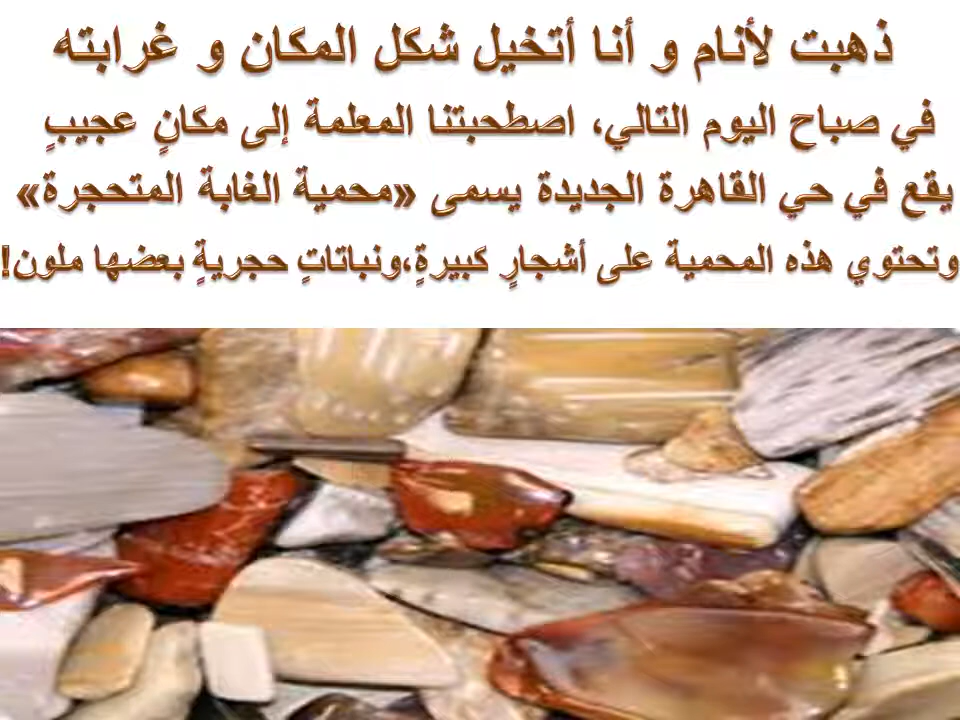 ذهبت لأنام و أنا أتخيل شكل المكان و غرابته
في صباح اليوم التالي، اصطحبتنا المعلمة إلى مكانٍ عجيبٍ
يقع في حي القاهرة الجديدة يسمى «محمية الغابة المتحجرة»
وتحتوي هذه المحمية على أشجارٍ كبيرةٍ،ونباتاتٍ حجريةٍ بعضها ملون!